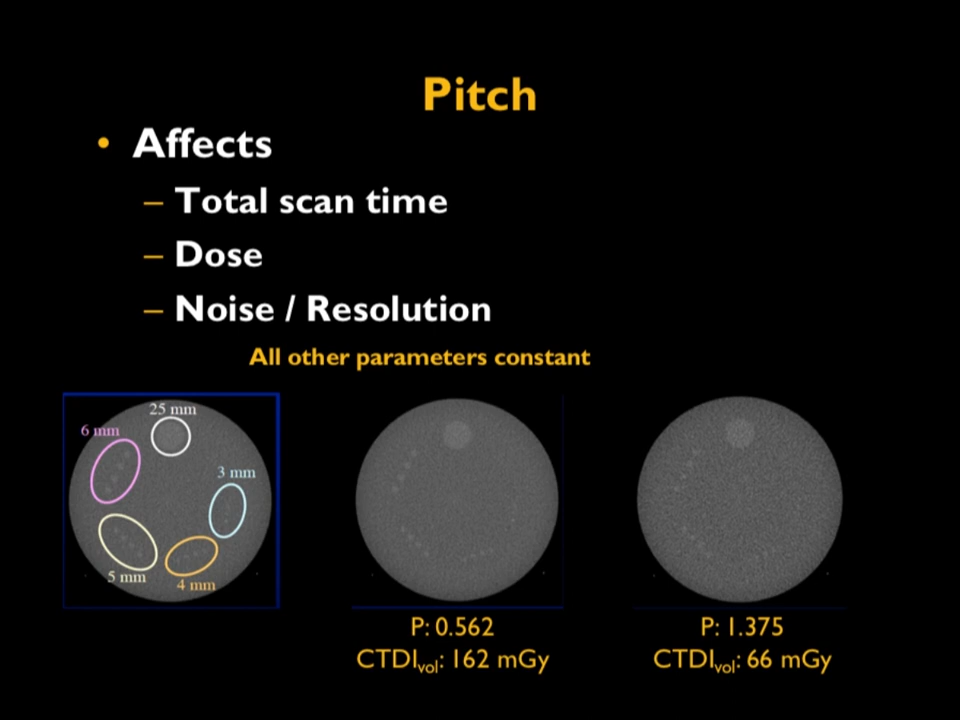 Pitch
• Affects
– Total scan time
– Dose
– Noise / Resolution
All other parameters constant
25 mm
6 mm
3 mm
5 mm
4 mm
P: 0.562
CTDIvol: 162 mGy
P: 1.375
CTDIvol: 66 mGy